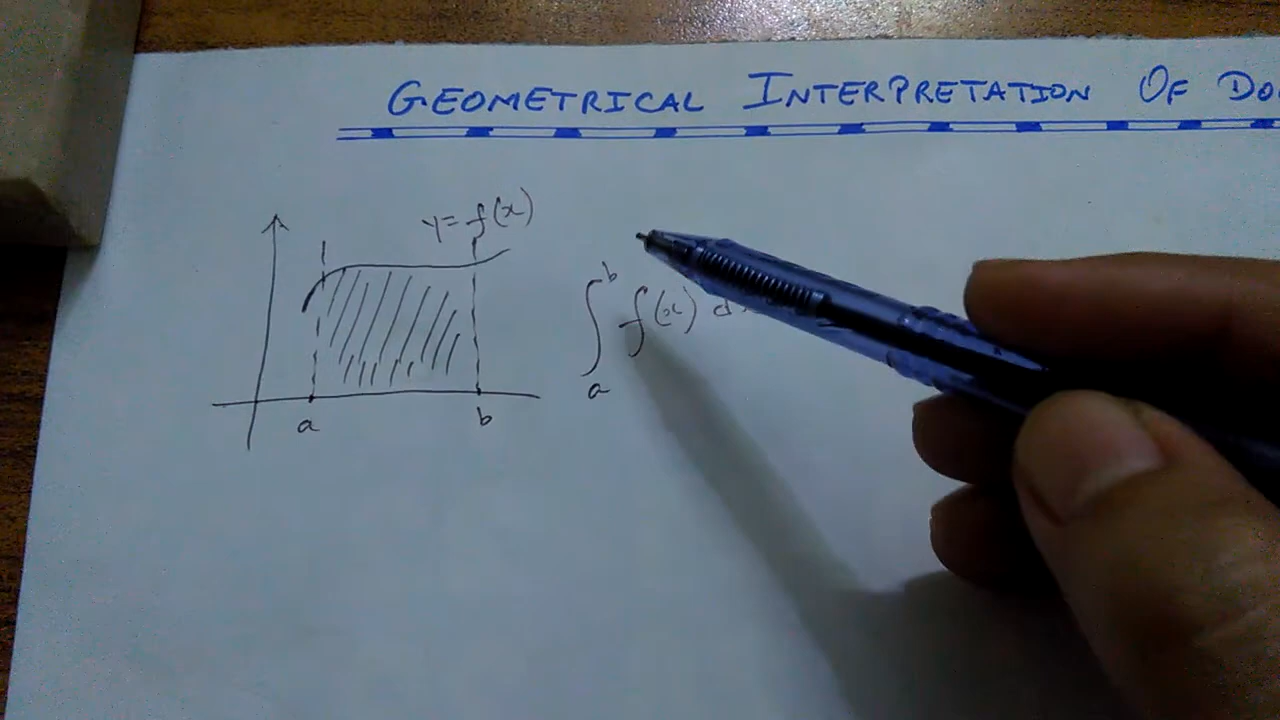 GEOMETRICAL INTERPRETATION OF
y = f(x)
∫ₐᵇ f(x)
a b